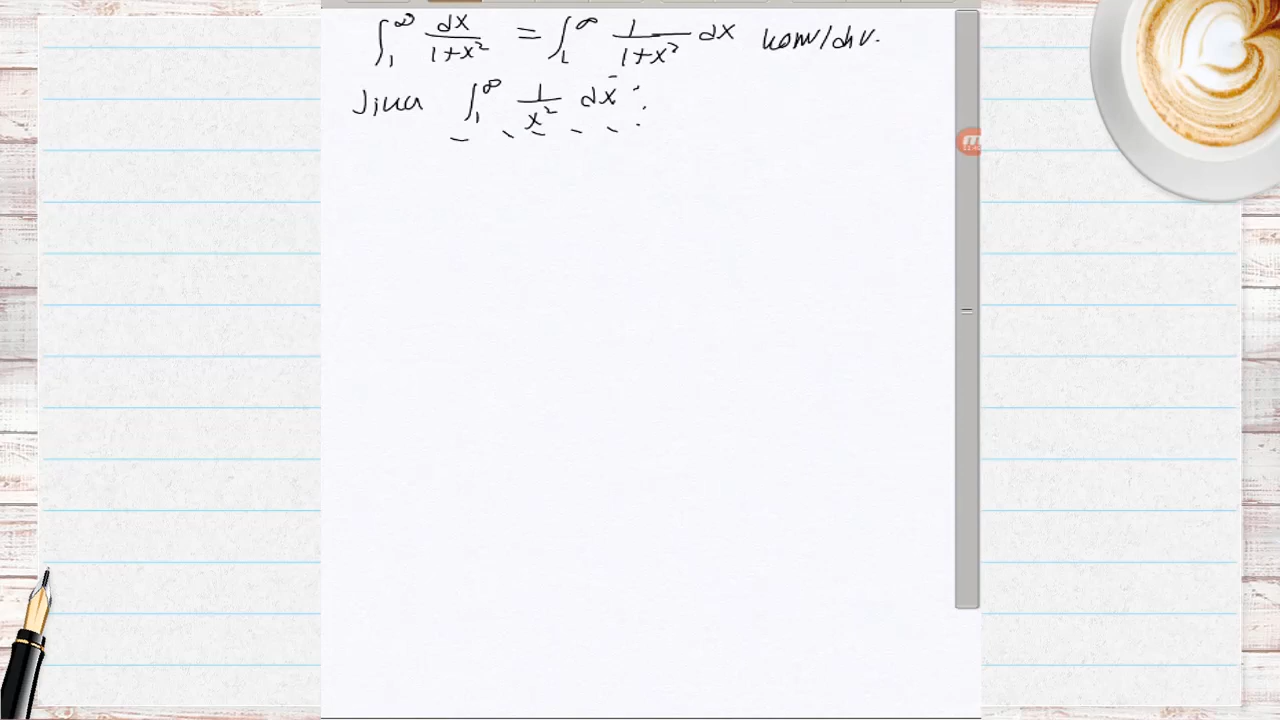 ∫₁^∞ dx/(1+x²) = ∫₁^∞ 1/(1+x²) dx konv/div.
Jika ∫₁^∞ 1/x² dx :